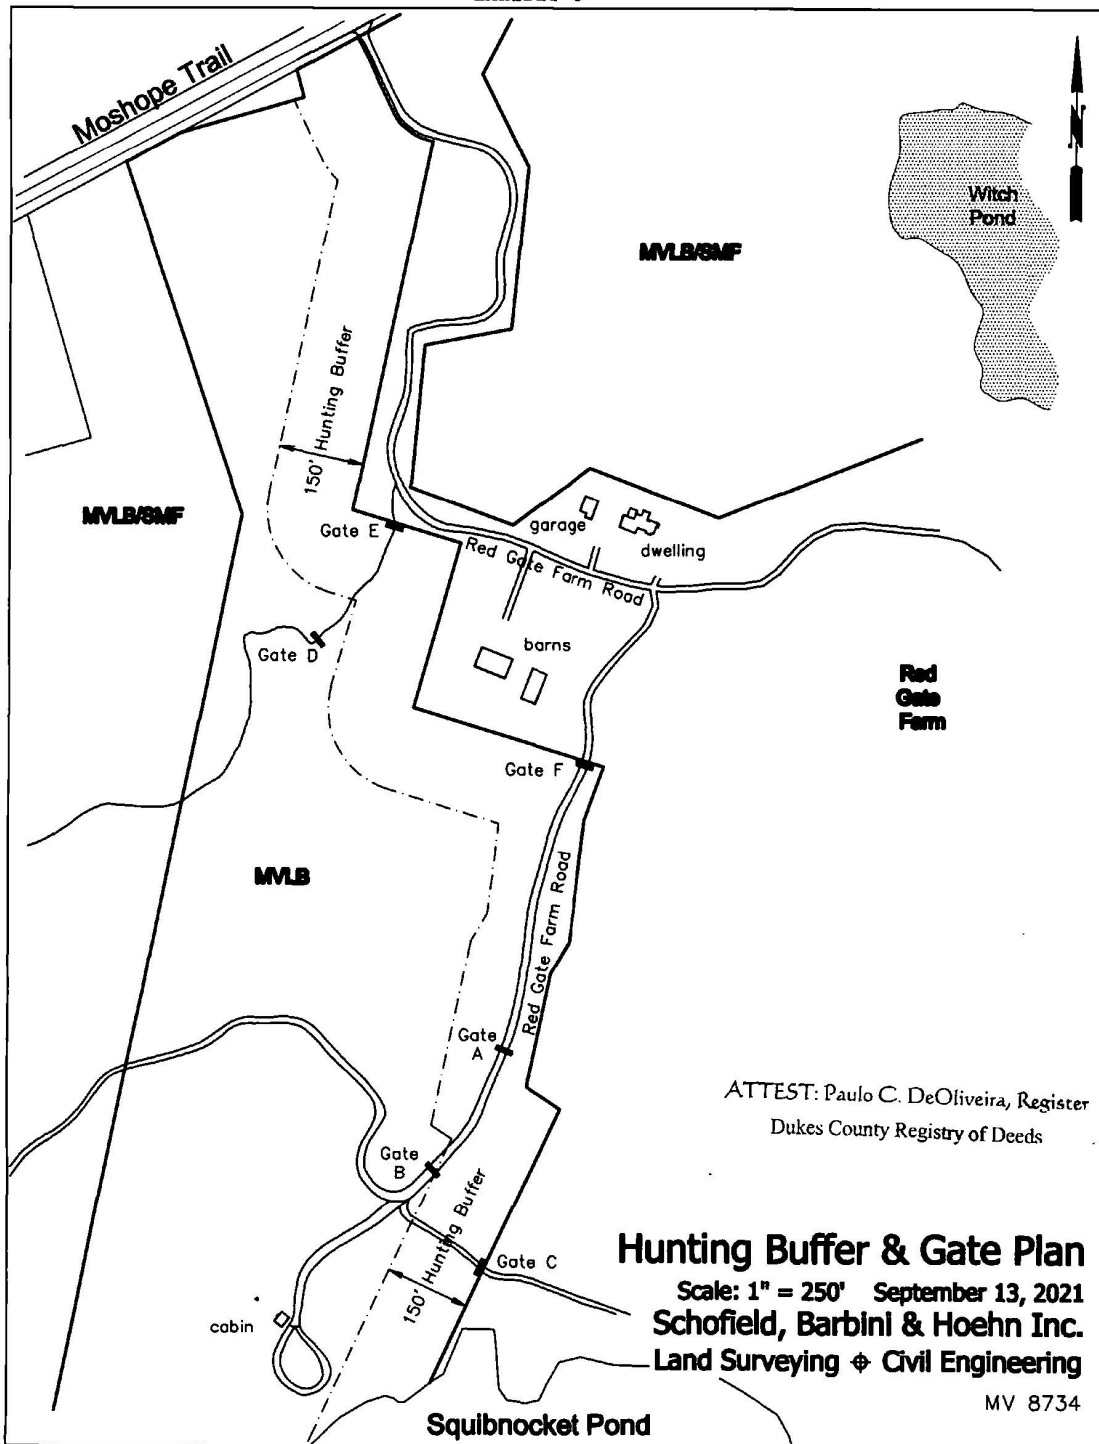 Moshope Trail
N
Witch
Pond
MVLB/SMF
150' Hunting Buffer
MVLB/SMF
Gate E
garage
dwelling
Red Gate Farm Road
Gate D
barns
Red
Gate
Farm
Gate F
MVLB
Red Gate Farm Road
Gate
A
ATTEST: Paulo C. DeOliveira, Register
Dukes County Registry of Deeds
Gate
B
150' Hunting Buffer
Gate C
cabin
Hunting Buffer & Gate Plan
Scale: 1" = 250' September 13, 2021
Schofield, Barbini & Hoehn Inc.
Land Surveying Civil Engineering
MV 8734
Squibnocket Pond